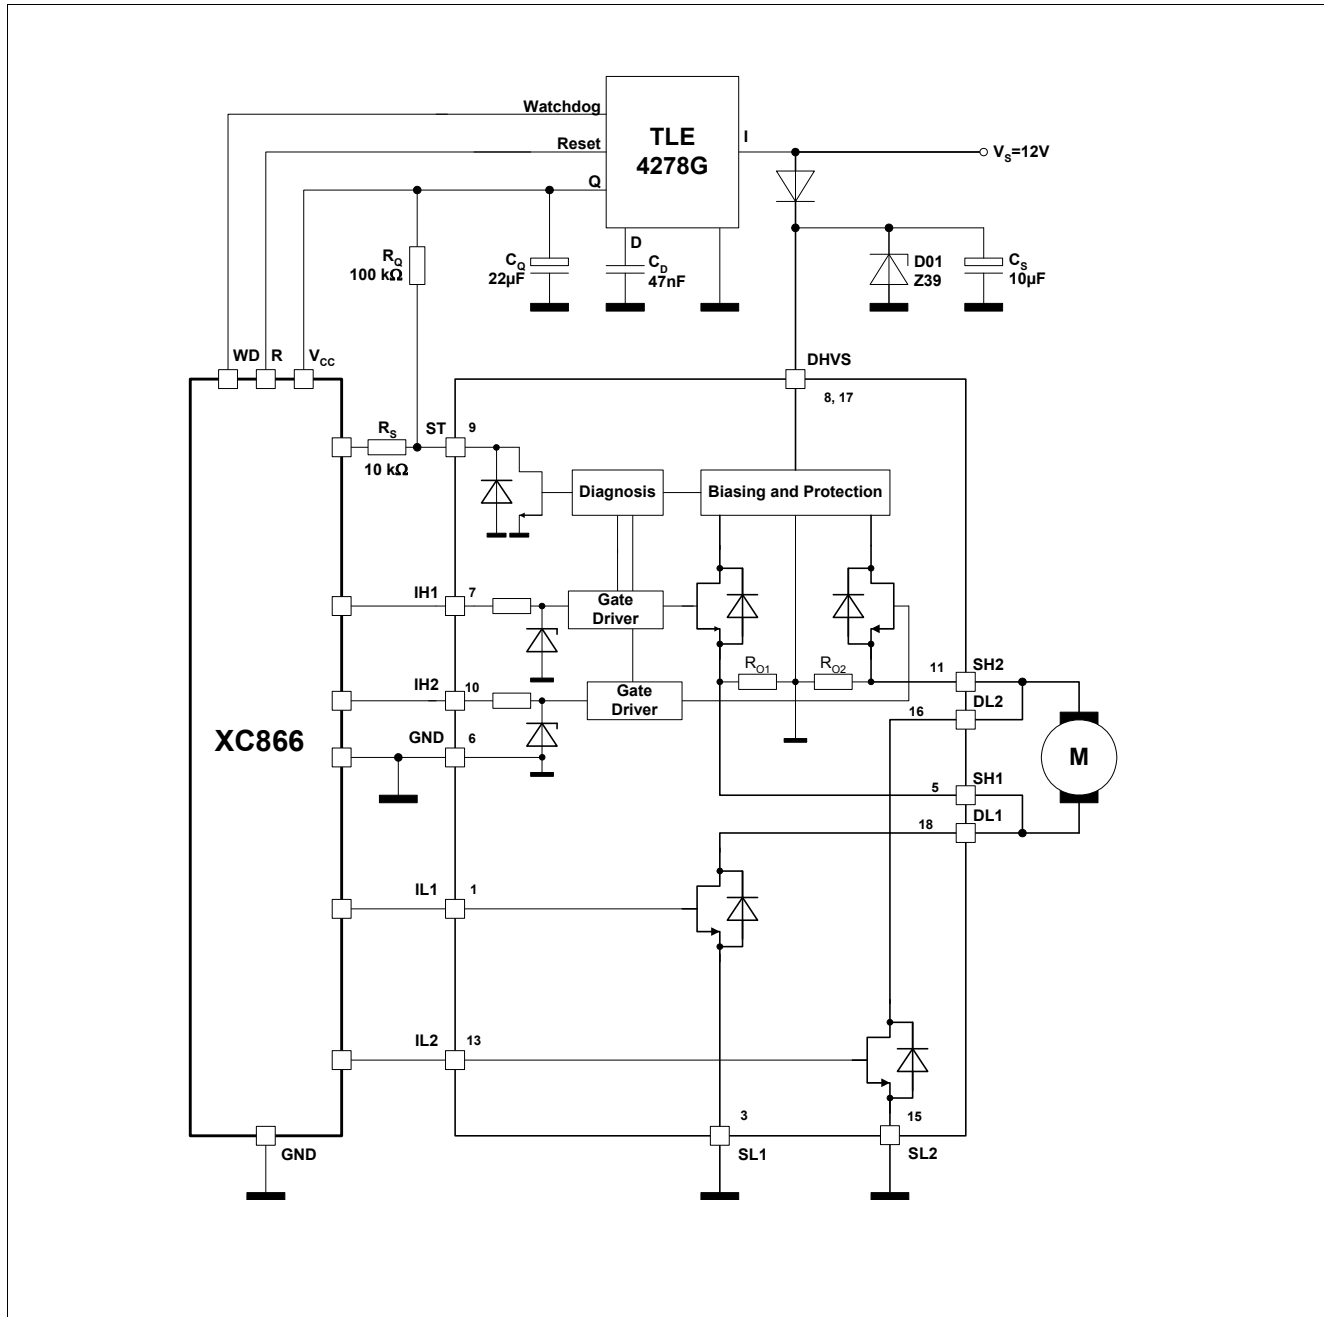 Watchdog
TLE
4278G
I
Reset
V_S=12V
Q
D
R_Q
100 kΩ
C_Q
22µF
C_D
47nF
D01
Z39
C_S
10µF
WD
R
V_CC
DHVS
8, 17
R_S
10 kΩ
ST
9
Diagnosis
Biasing and Protection
IH1
7
Gate
Driver
R_O1
R_O2
11
SH2
IH2
10
Gate
Driver
16
DL2
GND
6
XC866
M
SH1
5
DL1
18
IL1
1
IL2
13
3
15
GND
SL1
SL2